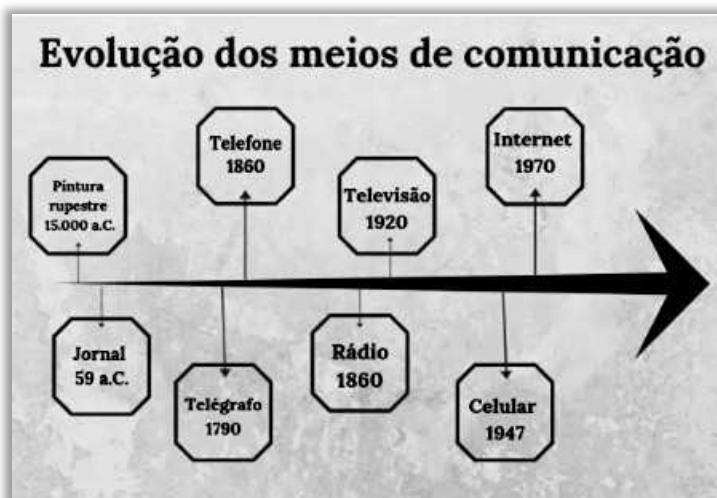 Evolução dos meios de comunicação
Pintura
rupestre
15.000 a.C.
Jornal
59 a.C.
Telégrafo
1790
Telefone
1860
Rádio
1860
Televisão
1920
Celular
1947
Internet
1970